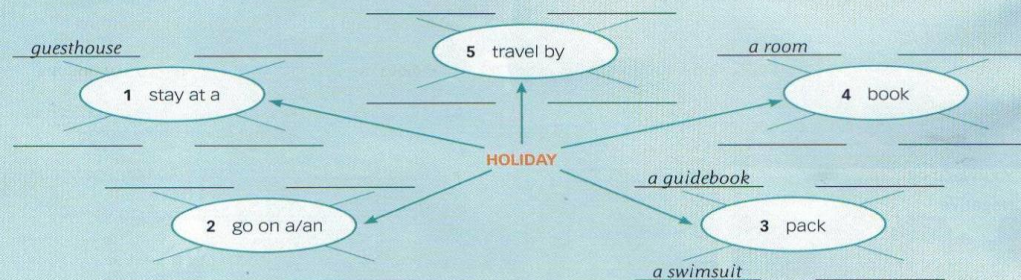 guesthouse
5 travel by
a room
1 stay at a
4 book
HOLIDAY
a guidebook
2 go on a/an
3 pack
a swimsuit